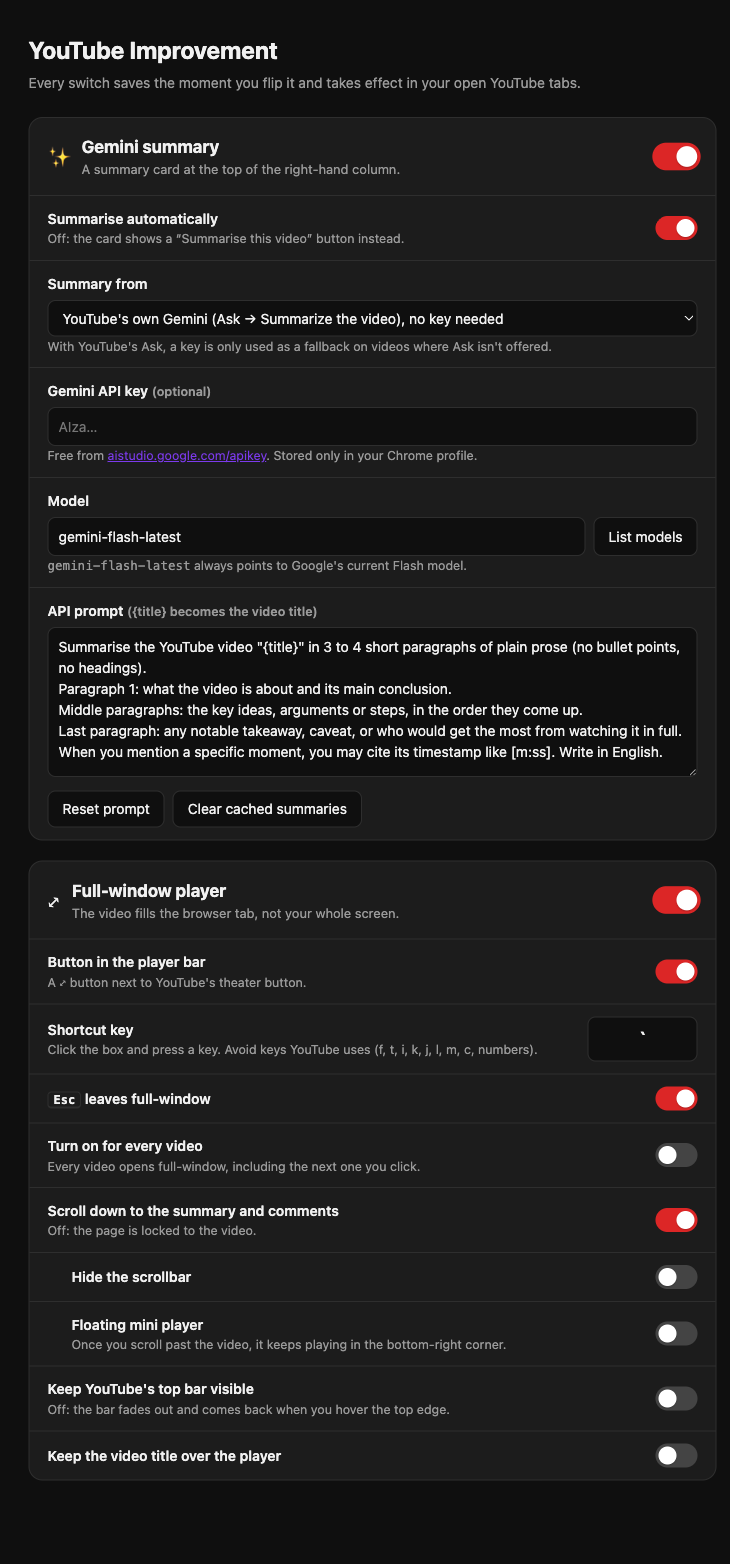 YouTube Improvement
Every switch saves the moment you flip it and takes effect in your open YouTube tabs.
Gemini summary
A summary card at the top of the right-hand column.
Summarise automatically
Off: the card shows a “Summarise this video” button instead.
Summary from
YouTube's own Gemini (Ask → Summarize the video), no key needed
With YouTube's Ask, a key is only used as a fallback on videos where Ask isn't offered.
Gemini API key (optional)
AIza...
Free from aistudio.google.com/apikey. Stored only in your Chrome profile.
Model
gemini-flash-latest
List models
gemini-flash-latest always points to Google's current Flash model.
API prompt ({title} becomes the video title)
Summarise the YouTube video "{title}" in 3 to 4 short paragraphs of plain prose (no bullet points,
no headings).
Paragraph 1: what the video is about and its main conclusion.
Middle paragraphs: the key ideas, arguments or steps, in the order they come up.
Last paragraph: any notable takeaway, caveat, or who would get the most from watching it in full.
When you mention a specific moment, you may cite its timestamp like [m:ss]. Write in English.
Reset prompt
Clear cached summaries
Full-window player
The video fills the browser tab, not your whole screen.
Button in the player bar
A ⤢ button next to YouTube's theater button.
Shortcut key
Click the box and press a key. Avoid keys YouTube uses (f, t, i, k, j, l, m, c, numbers).
`
Esc leaves full-window
Turn on for every video
Every video opens full-window, including the next one you click.
Scroll down to the summary and comments
Off: the page is locked to the video.
Hide the scrollbar
Floating mini player
Once you scroll past the video, it keeps playing in the bottom-right corner.
Keep YouTube's top bar visible
Off: the bar fades out and comes back when you hover the top edge.
Keep the video title over the player